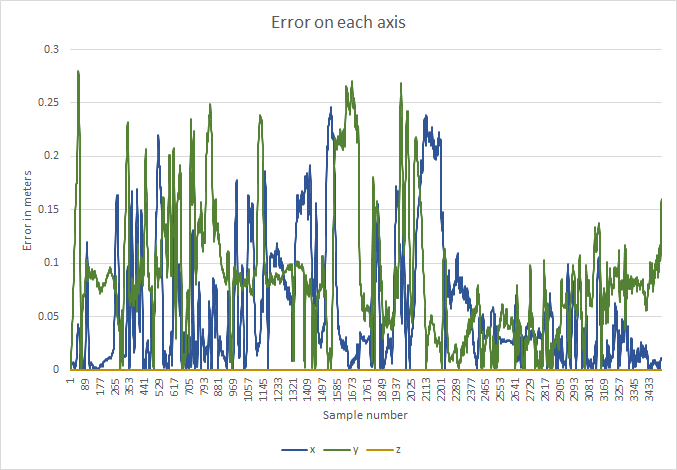 Error on each axis
Error in meters
0.3
0.25
0.2
0.15
0.1
0.05
0
1 89 177 265 353 441 529 617 705 793 881 969 1057 1145 1233 1321 1409 1497 1585 1673 1761 1849 1937 2025 2113 2201 2289 2377 2465 2553 2641 2729 2817 2905 2993 3081 3169 3257 3345 3433
Sample number
x y z